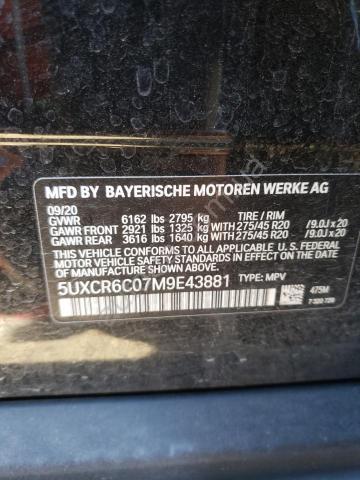 MFD BY BAYERISCHE MOTOREN WERKE AG
09/20
GVWR 6162 lbs 2795 kg TIRE / RIM
GAWR FRONT 2921 lbs 1325 kg WITH 275/45 R20 /9.0J x 20
GAWR REAR 3616 lbs 1640 kg WITH 275/45 R20 /9.0J x 20
THIS VEHICLE CONFORMS TO ALL APPLICABLE U.S. FEDERAL
MOTOR VEHICLE SAFETY STANDARDS IN EFFECT ON THE
DATE OF MANUFACTURE SHOWN ABOVE.
5UXCR6C07M9E43881 TYPE: MPV
475M
7 320 726